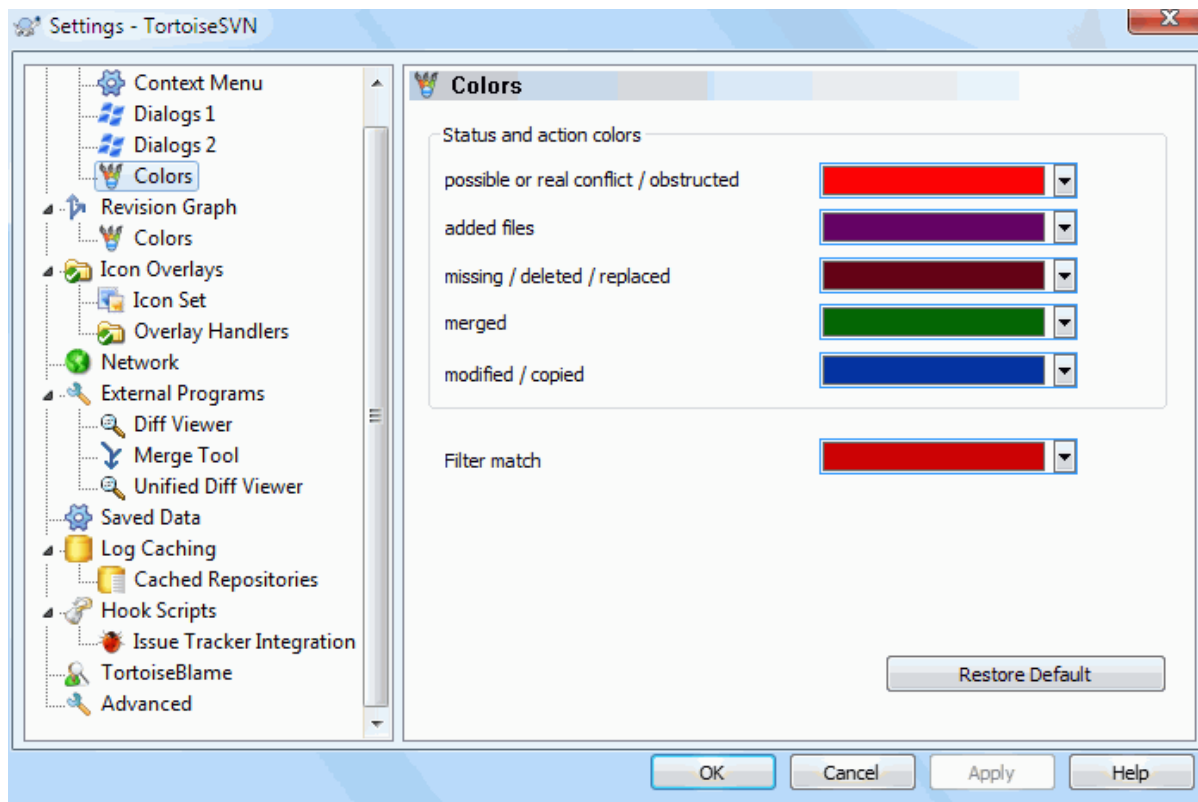 Settings - TortoiseSVN
Context Menu
Dialogs 1
Dialogs 2
Colors
Revision Graph
Colors
Icon Overlays
Icon Set
Overlay Handlers
Network
External Programs
Diff Viewer
Merge Tool
Unified Diff Viewer
Saved Data
Log Caching
Cached Repositories
Hook Scripts
Issue Tracker Integration
TortoiseBlame
Advanced
Colors
Status and action colors
possible or real conflict / obstructed
added files
missing / deleted / replaced
merged
modified / copied
Filter match
Restore Default
OK
Cancel
Apply
Help